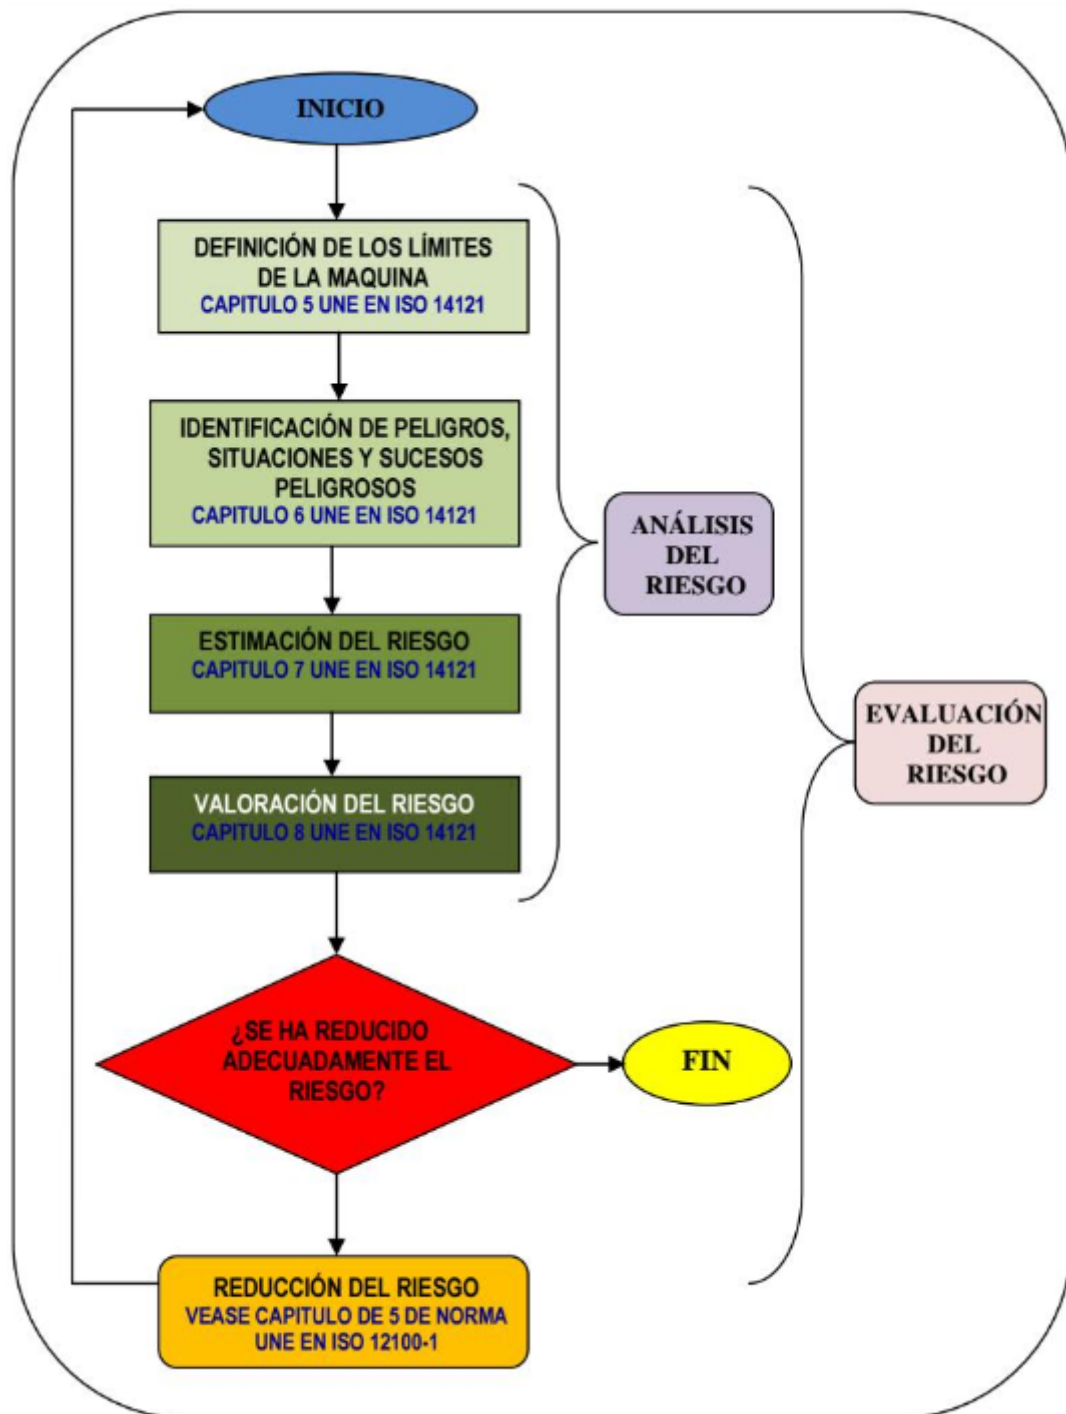 INICIO
DEFINICIÓN DE LOS LÍMITES
DE LA MAQUINA
CAPITULO 5 UNE EN ISO 14121
IDENTIFICACIÓN DE PELIGROS,
SITUACIONES Y SUCESOS
PELIGROSOS
CAPITULO 6 UNE EN ISO 14121
ANÁLISIS
DEL
RIESGO
ESTIMACIÓN DEL RIESGO
CAPITULO 7 UNE EN ISO 14121
EVALUACIÓN
DEL
RIESGO
VALORACIÓN DEL RIESGO
CAPITULO 8 UNE EN ISO 14121
¿SE HA REDUCIDO
ADECUADAMENTE EL
RIESGO?
FIN
REDUCCIÓN DEL RIESGO
VEASE CAPITULO DE 5 DE NORMA
UNE EN ISO 12100-1